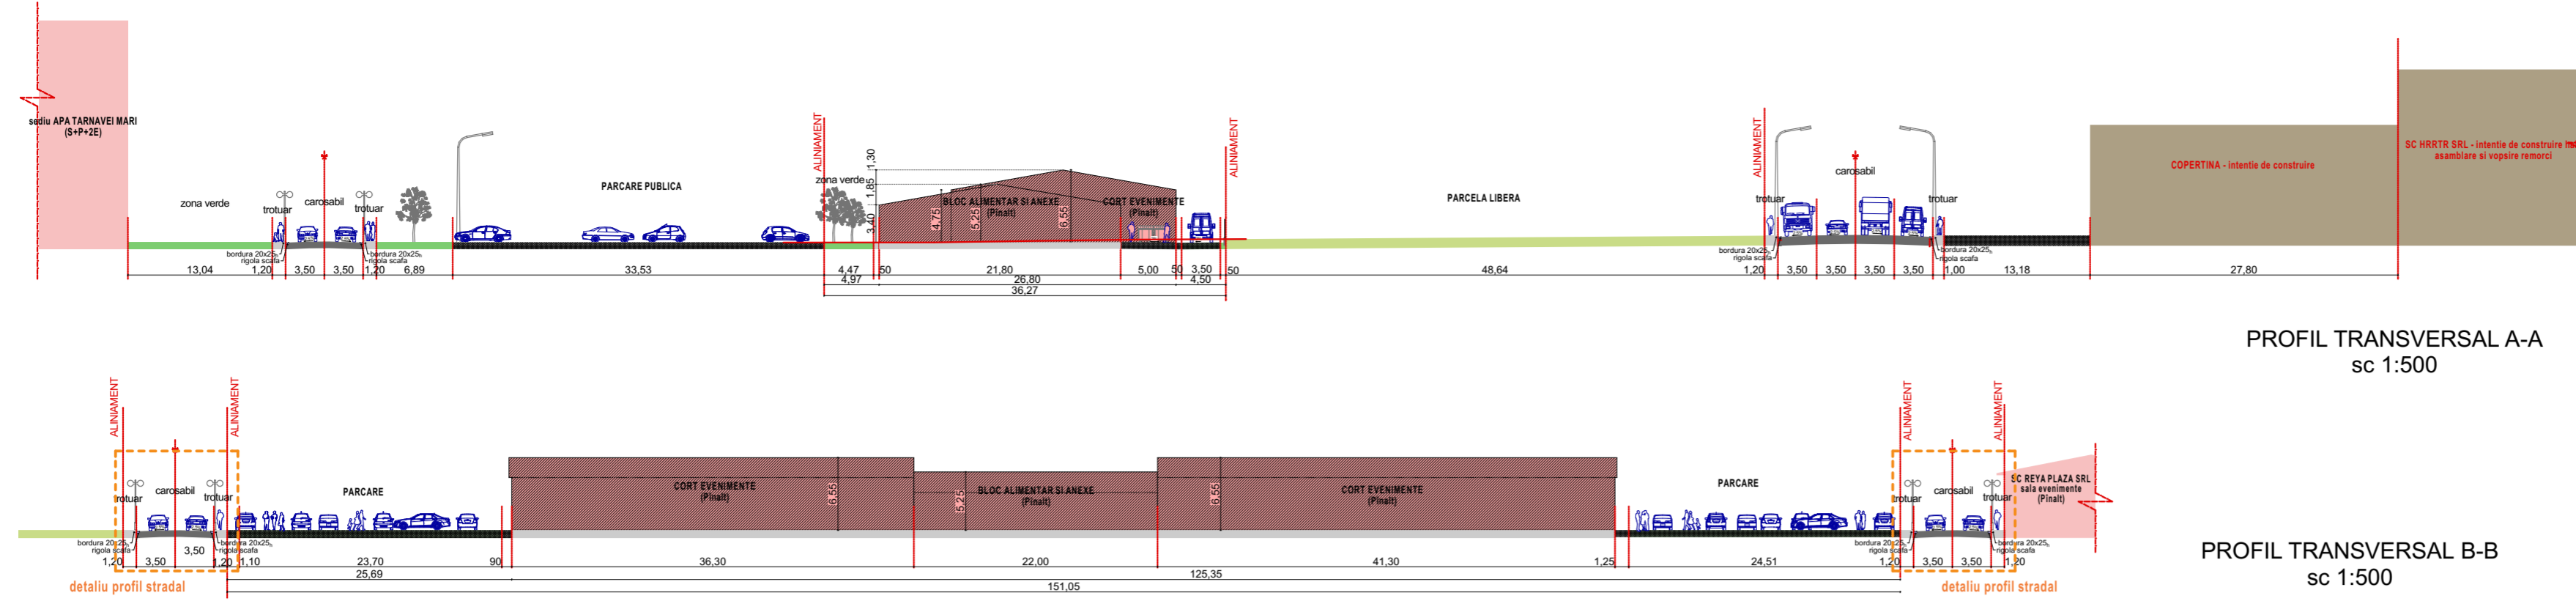 sediu APA TARNAVEI MARI
(S+P+2E)
zona verde
trotuar
carosabil
trotuar
PARCARE PUBLICA
ALINIAMENT
zona verde
1,30
1,85
3,40
4,75
5,25
6,55
BLOC ALIMENTAR SI ANEXE
(Pinalt)
CORT EVENIMENTE
(Pinalt)
ALINIAMENT
PARCELA LIBERA
ALINIAMENT
trotuar
carosabil
trotuar
COPERTINA - intentie de construire
SC HRRTR SRL - intentie de construire
asamblare si vopsire remorci
bordura 20x25
rigola scafa
bordura 20x25
rigola scafa
bordura 20x25
rigola scafa
bordura 20x25
rigola scafa
13,04 1,20 3,50 3,50 1,20 6,89 33,53 4,47 50 21,80 5,00 50 3,50 50 48,64 1,20 3,50 3,50 3,50 3,50 1,00 13,18 27,80
4,97 26,80 4,50
36,27
PROFIL TRANSVERSAL A-A
sc 1:500
ALINIAMENT
ALINIAMENT
trotuar
carosabil
trotuar
PARCARE
CORT EVENIMENTE
(Pinalt)
6,55
5,25
BLOC ALIMENTAR SI ANEXE
(Pinalt)
6,55
CORT EVENIMENTE
(Pinalt)
PARCARE
ALINIAMENT
ALINIAMENT
trotuar
carosabil
trotuar
SC REYA PLAZA SRL
sala evenimente
(Pinalt)
bordura 20x25
rigola scafa
bordura 20x25
rigola scafa
bordura 20x25
rigola scafa
bordura 20x25
rigola scafa
1,20 3,50 3,50 1,20 1,10 23,70 90 36,30 22,00 41,30 1,25 24,51 1,20 3,50 3,50 1,20
25,69 125,35
151,05
detaliu profil stradal
detaliu profil stradal
PROFIL TRANSVERSAL B-B
sc 1:500